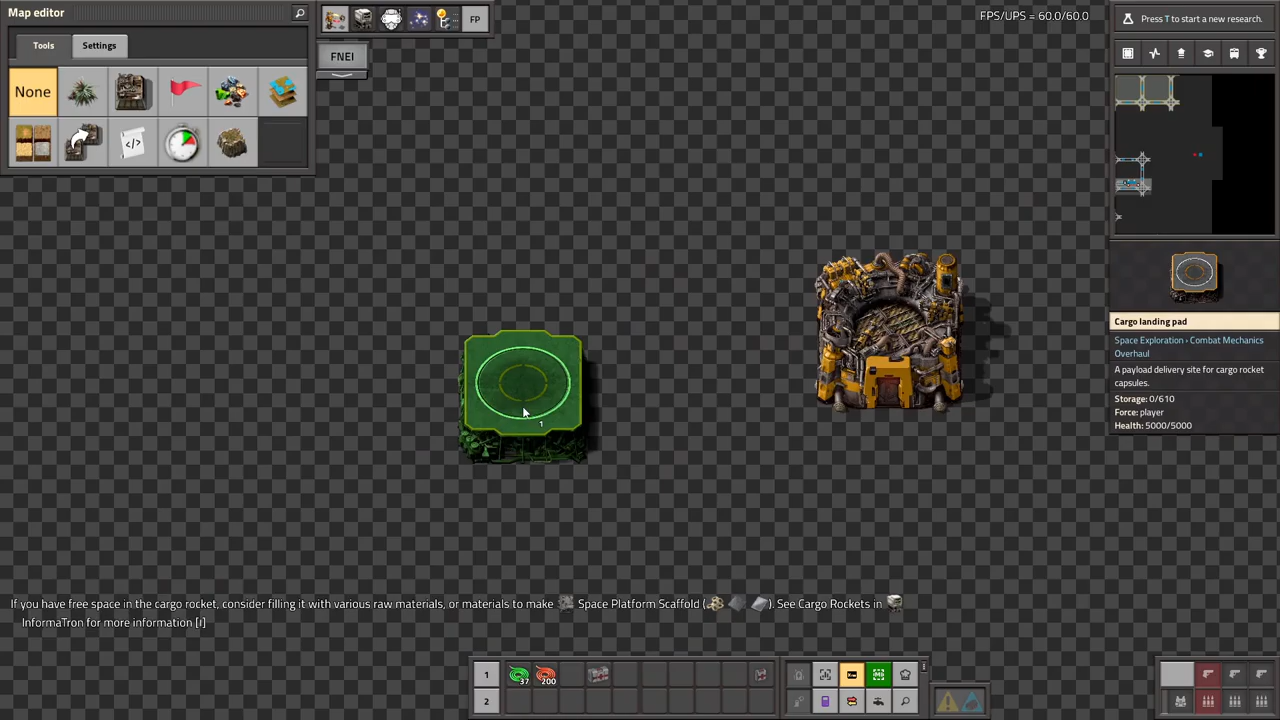 Map editor
Tools
Settings
None
FP
FNEI
FPS/UPS = 60.0/60.0
Press T to start a new research.
Cargo landing pad
Space Exploration › Combat Mechanics
Overhaul
A payload delivery site for cargo rocket
capsules.
Storage: 0/610
Force: player
Health: 5000/5000
1
If you have free space in the cargo rocket, consider filling it with various raw materials, or materials to make Space Platform Scaffold ( ). See Cargo Rockets in
InformaTron for more information [i]
1
37
200
2